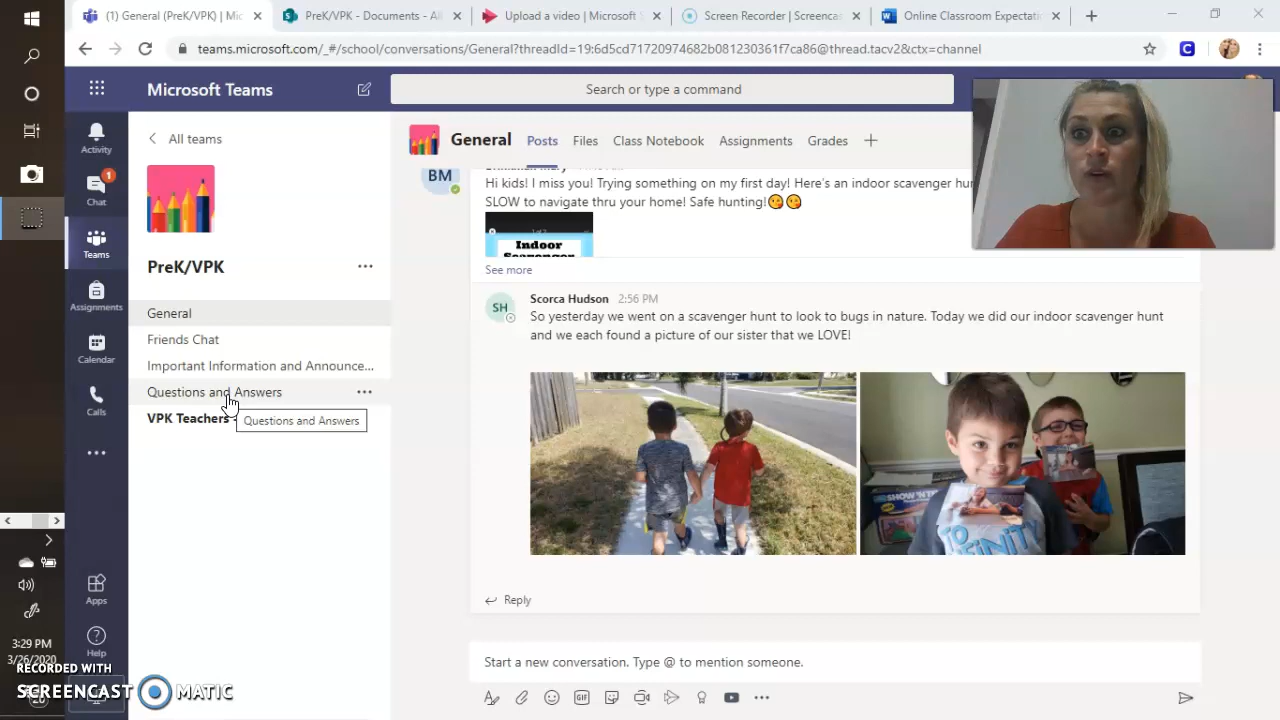 (1) General (PreK/VPK) | Mic
PreK/VPK - Documents - All
Upload a video | Microsoft S
Screen Recorder | Screencas
Online Classroom Expectati
teams.microsoft.com/_#/school/conversations/General?threadId=19:6d5cd71720974682b081230361f7ca86@thread.tacv2&ctx=channel
Microsoft Teams
Search or type a command
Activity
Chat
1
Teams
Assignments
Calendar
Calls
Apps
Help
All teams
PreK/VPK
General
Friends Chat
Important Information and Announce...
Questions and Answers
VPK Teachers
Questions and Answers
General
Posts
Files
Class Notebook
Assignments
Grades
BM
Hi kids! I miss you! Trying something on my first day! Here's an indoor scavenger hun
SLOW to navigate thru your home! Safe hunting!
Indoor
Scavenger
See more
SH
Scorca Hudson 2:56 PM
So yesterday we went on a scavenger hunt to look to bugs in nature. Today we did our indoor scavenger hunt
and we each found a picture of our sister that we LOVE!
Reply
Start a new conversation. Type @ to mention someone.
GIF
3:29 PM
3/26/2020
RECORDED WITH
SCREENCAST MATIC